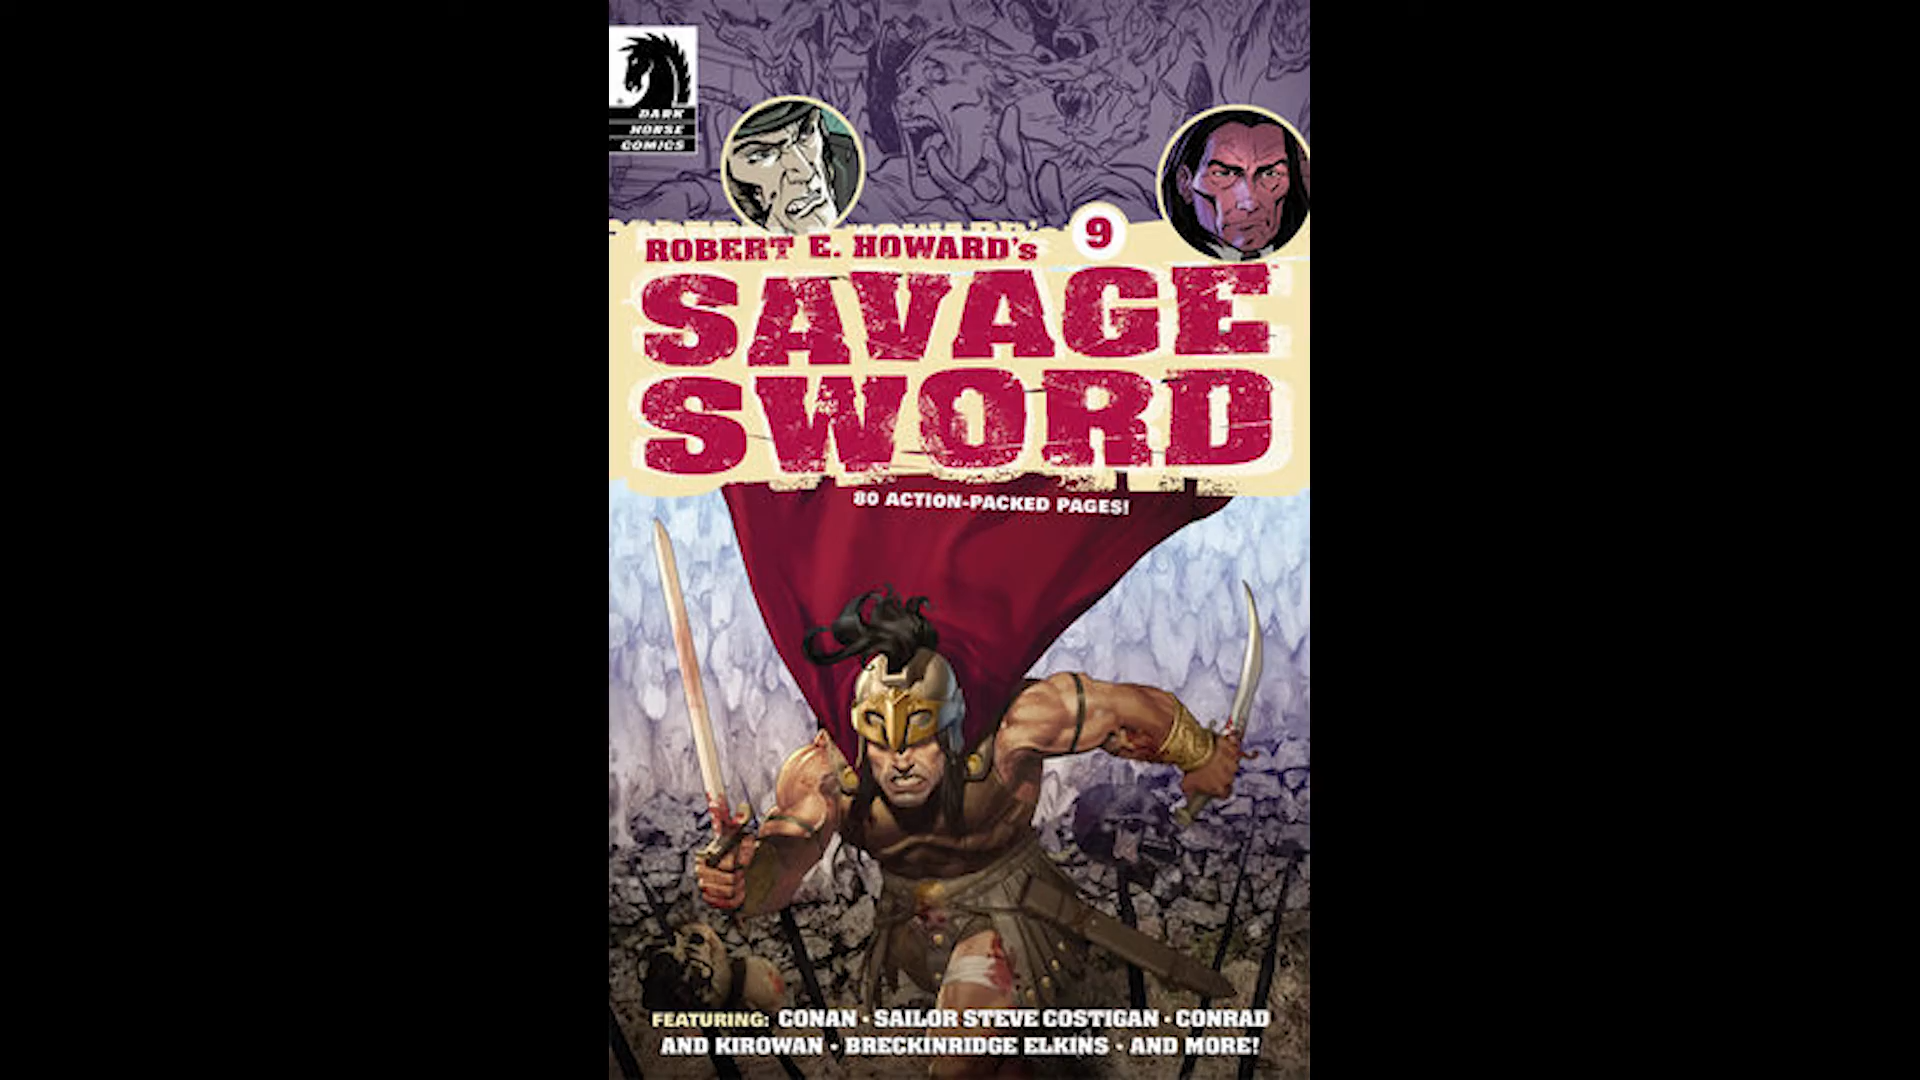 DARK
HORSE
COMICS
ROBERT E. HOWARD'S
9
SAVAGE
SWORD
80 ACTION-PACKED PAGES!
FEATURING: CONAN · SAILOR STEVE COSTIGAN · CONRAD
AND KIROWAN · BRECKINRIDGE ELKINS · AND MORE!